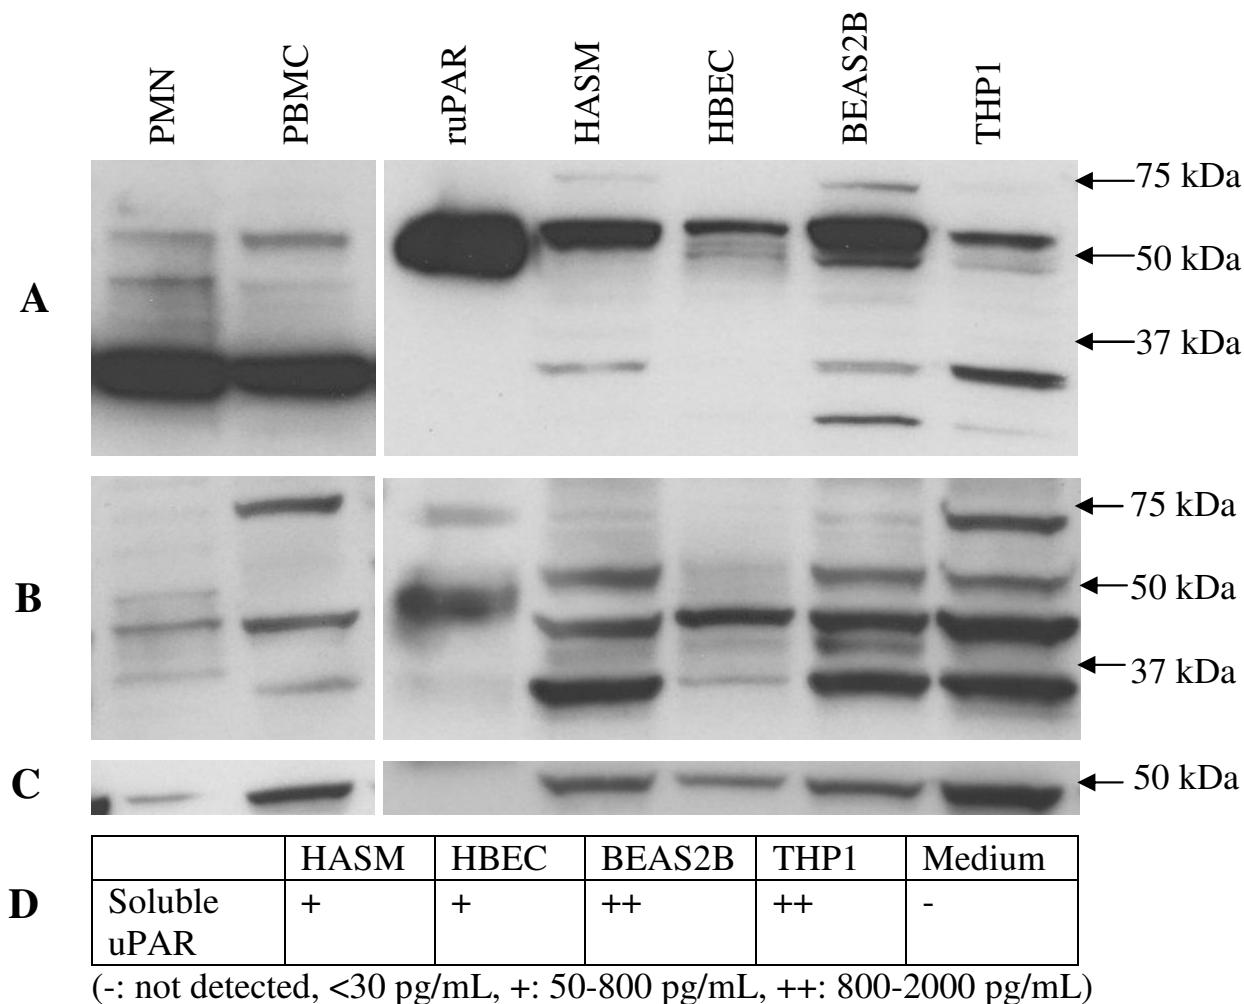 PMN PBMC ruPAR HASM HBEC BEAS2B THP1
75 kDa
50 kDa
A
37 kDa
75 kDa
B
50 kDa
37 kDa
C
50 kDa
HASM HBEC BEAS2B THP1 Medium
D
Soluble uPAR + + ++ ++ -
(-: not detected, <30 pg/mL, +: 50-800 pg/mL, ++: 800-2000 pg/mL)